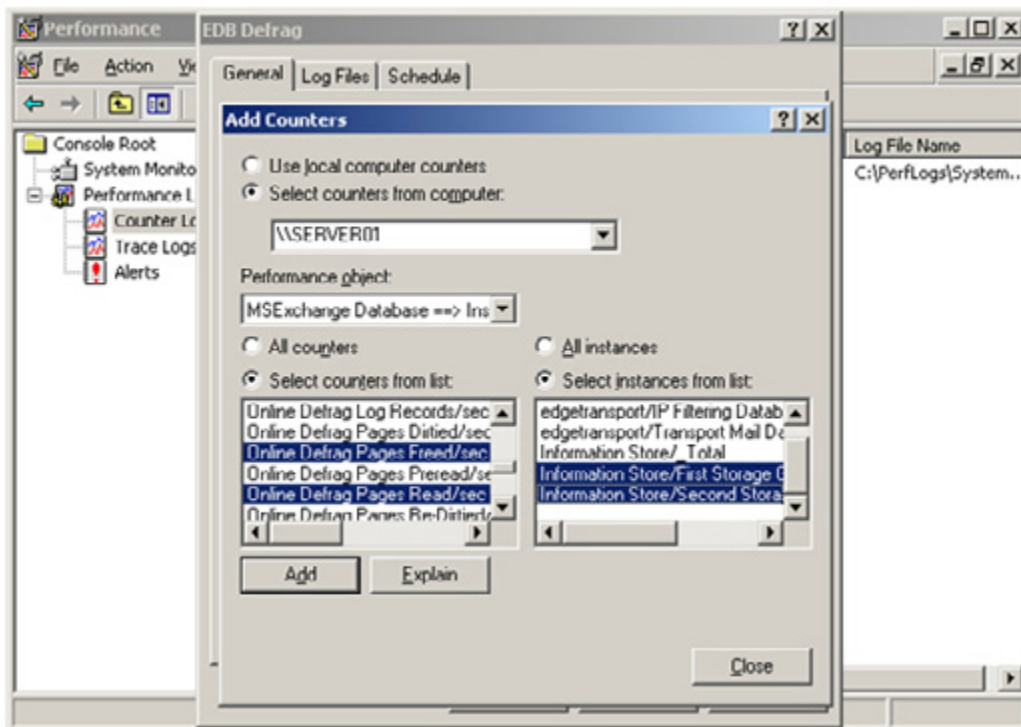 Performance
EDB Defrag
File Action
General Log Files Schedule
Add Counters
Console Root
System Monito
Performance L
Counter Lo
Trace Logs
Alerts
Log File Name
C:\PerfLogs\System...
Use local computer counters
Select counters from computer:
\\SERVER01
Performance object:
MSExchange Database ==> Ins
All counters
All instances
Select counters from list:
Select instances from list:
Online Defrag Log Records/sec
Online Defrag Pages Dirtied/sec
Online Defrag Pages Freed/sec
Online Defrag Pages Preread/se
Online Defrag Pages Read/sec
Online Defrag Pages Re-Dirtied/
edgetransport/IP Filtering Datab
edgetransport/Transport Mail Da
Information Store/_Total
Information Store/First Storage G
Information Store/Second Stora
Add Explain
Close